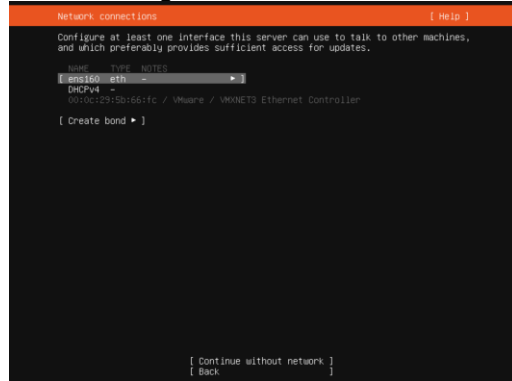 Network connections [ Help ]
Configure at least one interface this server can use to talk to other machines,
and which preferably provides sufficient access for updates.
NAME TYPE NOTES
[ ens160 eth - ▸ ]
DHCPv4 -
00:0c:29:5b:66:fc / VMware / VMXNET3 Ethernet Controller
[ Create bond ▸ ]
[ Continue without network ]
[ Back ]